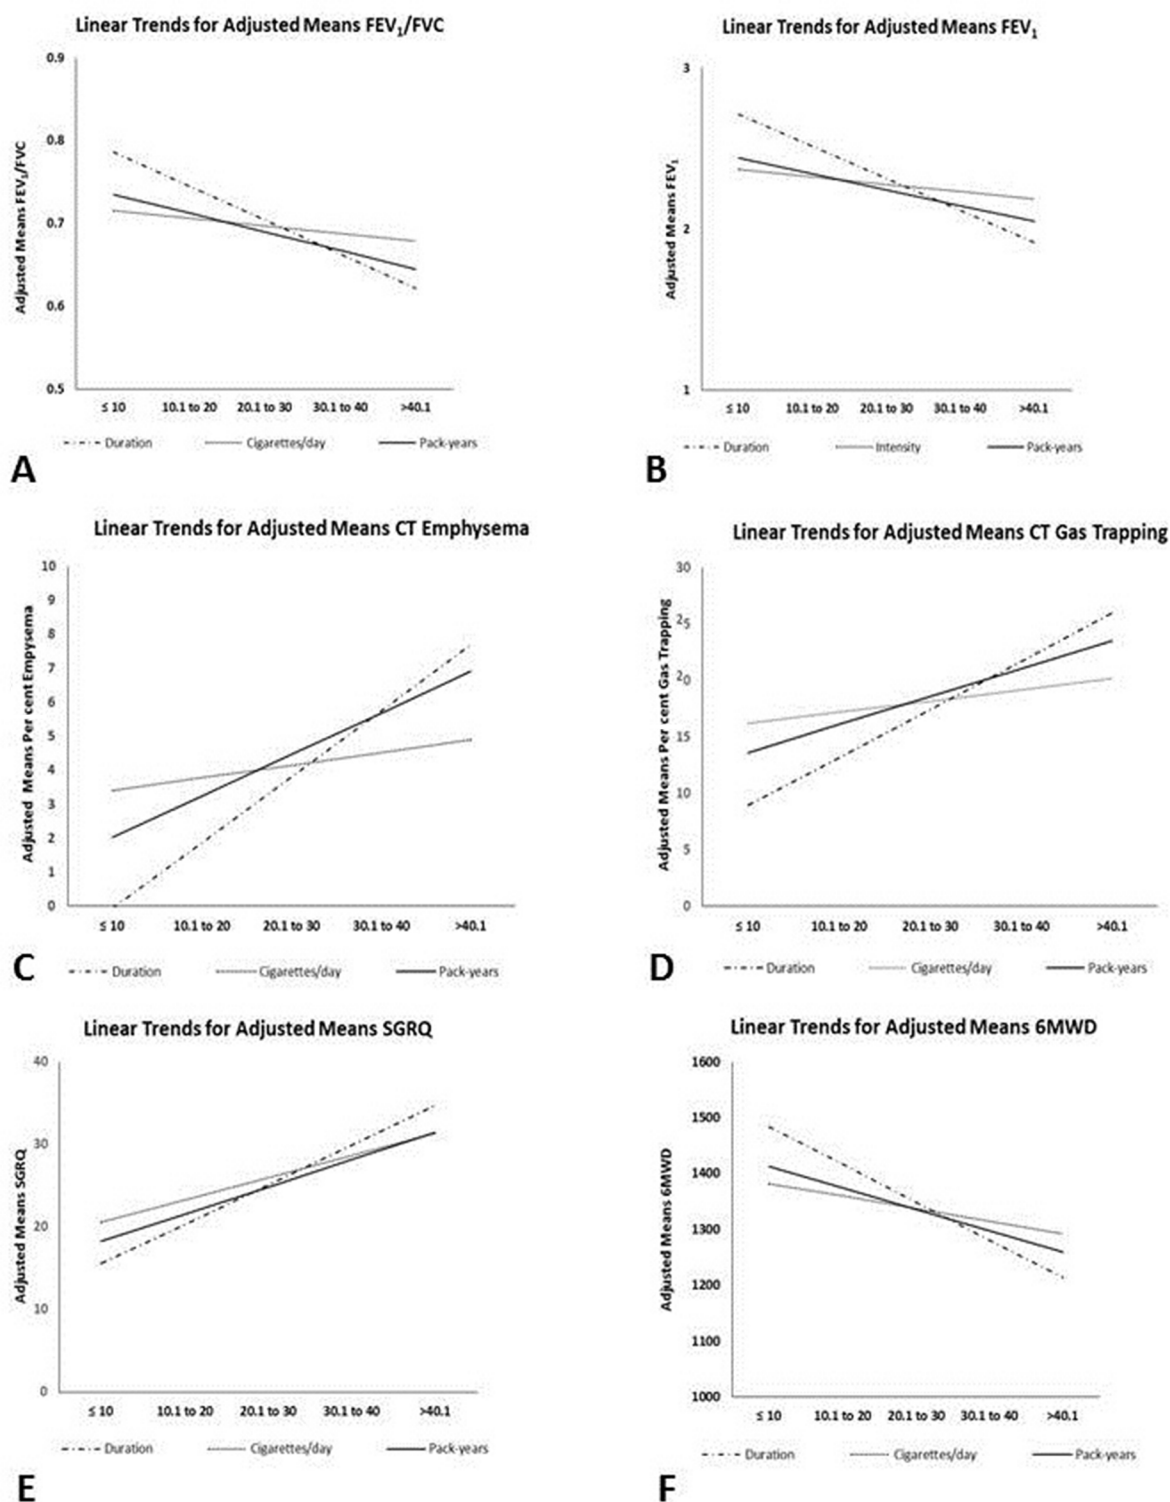 Linear Trends for Adjusted Means FEV1/FVC
Adjusted Means FEV1/FVC
0.9
0.8
0.7
0.6
0.5
≤ 10 10.1 to 20 20.1 to 30 30.1 to 40 >40.1
Duration Cigarettes/day Pack-years
A
Linear Trends for Adjusted Means FEV1
Adjusted Means FEV1
3
2
1
≤ 10 10.1 to 20 20.1 to 30 30.1 to 40 >40.1
Duration Intensity Pack-years
B
Linear Trends for Adjusted Means CT Emphysema
Adjusted Means Per cent Empysema
10
9
8
7
6
5
4
3
2
1
0
≤ 10 10.1 to 20 20.1 to 30 30.1 to 40 >40.1
Duration Cigarettes/day Pack-years
C
Linear Trends for Adjusted Means CT Gas Trapping
Adjusted Means Per cent Gas Trapping
30
25
20
15
10
5
0
≤ 10 10.1 to 20 20.1 to 30 30.1 to 40 >40.1
Duration Cigarettes/day Pack-years
D
Linear Trends for Adjusted Means SGRQ
Adjusted Means SGRQ
40
30
20
10
0
≤ 10 10.1 to 20 20.1 to 30 30.1 to 40 >40.1
Duration Cigarettes/day Pack-years
E
Linear Trends for Adjusted Means 6MWD
Adjusted Means 6MWD
1600
1500
1400
1300
1200
1100
1000
≤ 10 10.1 to 20 20.1 to 30 30.1 to 40 >40.1
Duration Cigarettes/day Pack-years
F